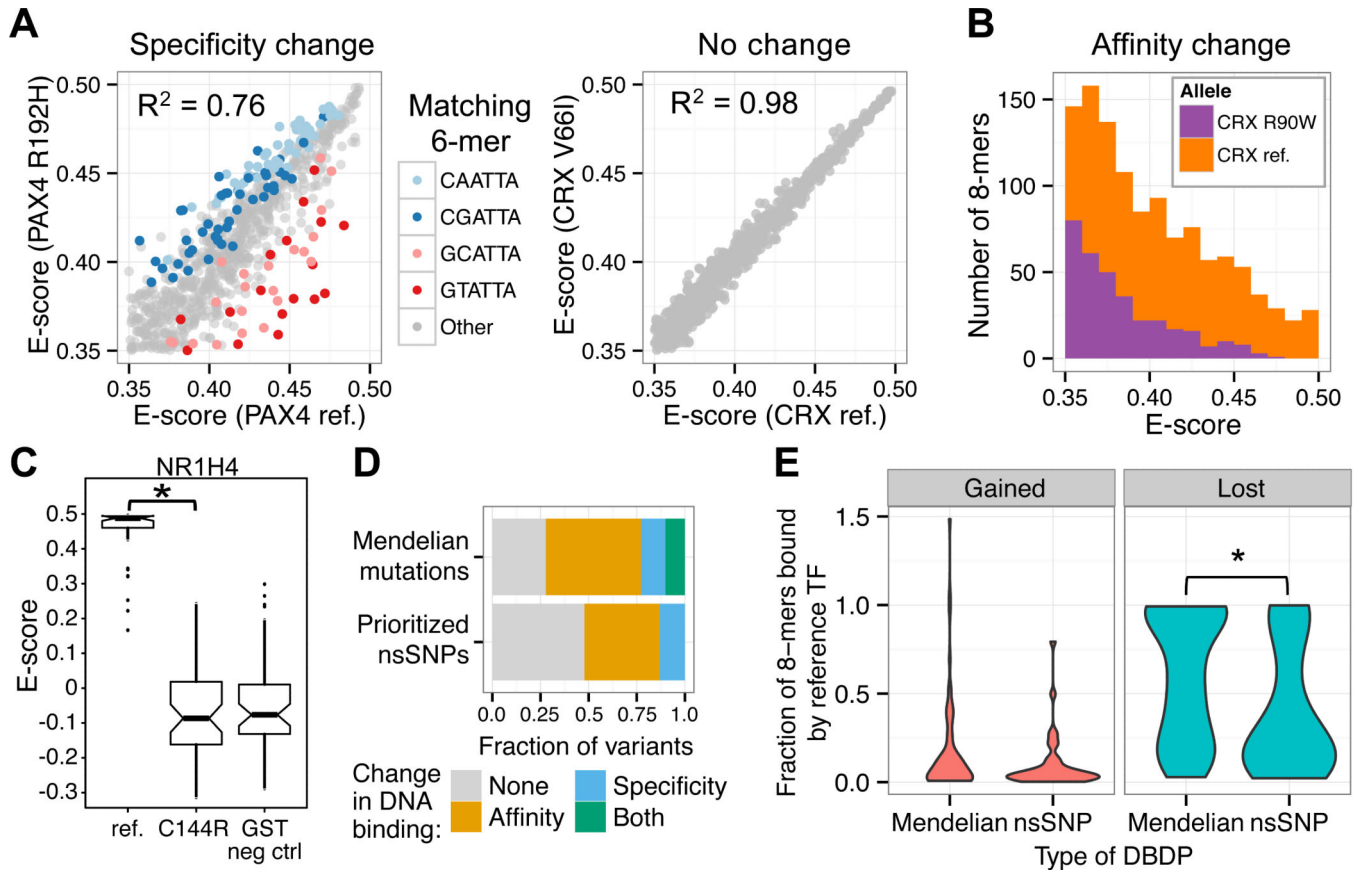 A
Specificity change
R² = 0.76
E-score (PAX4 R192H)
0.50
0.45
0.40
0.35
0.35
0.40
0.45
0.50
E-score (PAX4 ref.)
Matching
6-mer
CAATTA
CGATTA
GCATTA
GTATTA
Other
No change
R² = 0.98
E-score (CRX V66I)
0.50
0.45
0.40
0.35
0.35
0.40
0.45
0.50
E-score (CRX ref.)
B
Affinity change
Allele
CRX R90W
CRX ref.
Number of 8-mers
150
100
50
0
0.35
0.40
0.45
0.50
E-score
C
NR1H4
*
E-score
0.5
0.4
0.3
0.2
0.1
0
-0.1
-0.2
-0.3
ref.
C144R
GST
neg ctrl
D
Mendelian
mutations
Prioritized
nsSNPs
0.0
0.25
0.5
0.75
1.0
Fraction of variants
Change
in DNA
binding:
None
Affinity
Specificity
Both
E
Gained
Lost
*
Fraction of 8-mers bound
by reference TF
1.5
1.0
0.5
0.0
Mendelian nsSNP
Mendelian nsSNP
Type of DBDP